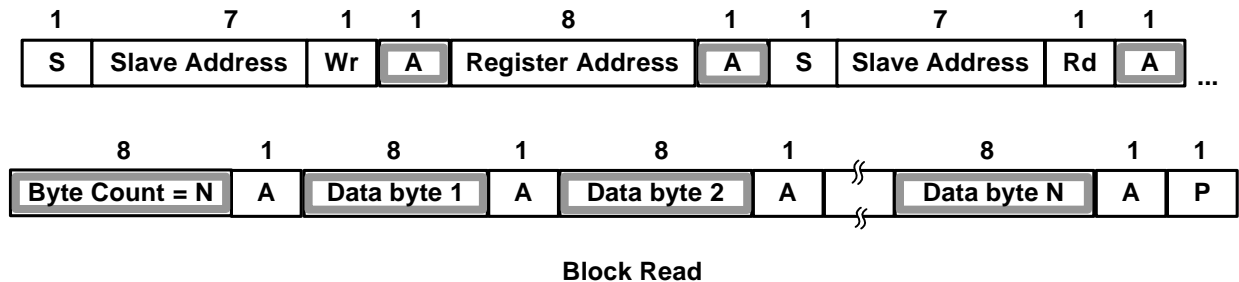 1 7 1 1 8 1 1 7 1 1
S Slave Address Wr A Register Address A S Slave Address Rd A ...
8 1 8 1 8 1 8 1 1
Byte Count = N A Data byte 1 A Data byte 2 A Data byte N A P
Block Read